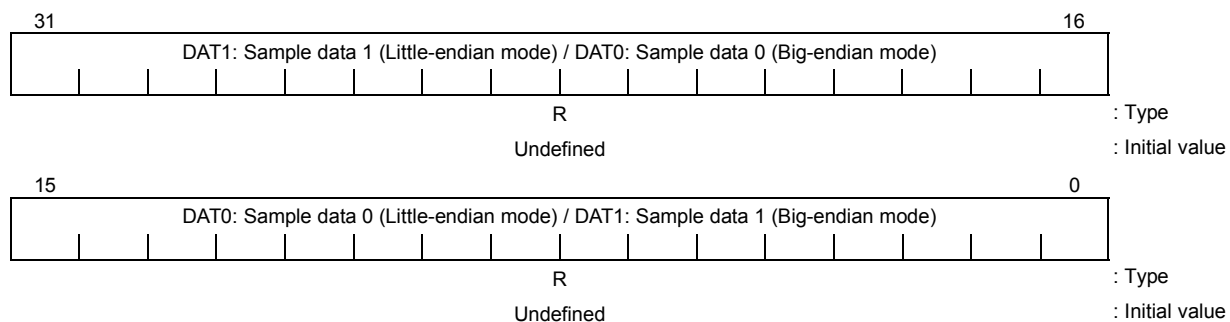 31 16
DAT1: Sample data 1 (Little-endian mode) / DAT0: Sample data 0 (Big-endian mode)
R : Type
Undefined : Initial value
15 0
DAT0: Sample data 0 (Little-endian mode) / DAT1: Sample data 1 (Big-endian mode)
R : Type
Undefined : Initial value